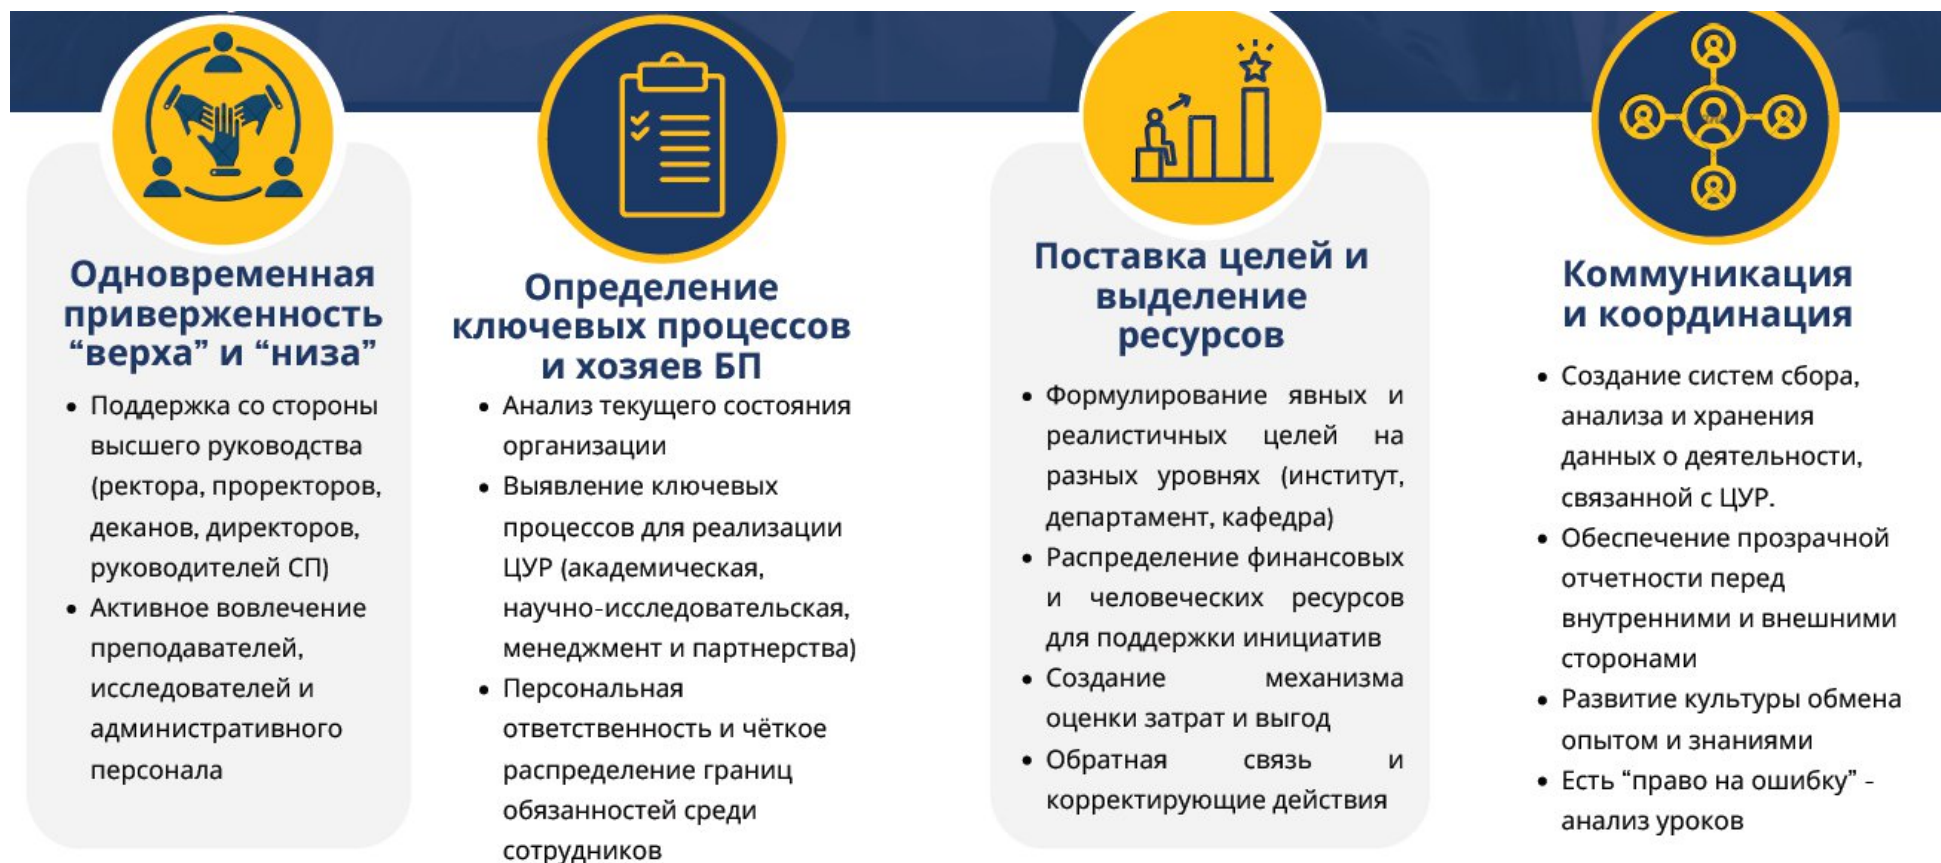 Одновременная
приверженность
“верха” и “низа”
• Поддержка со стороны
высшего руководства
(ректора, проректоров,
деканов, директоров,
руководителей СП)
• Активное вовлечение
преподавателей,
исследователей и
административного
персонала
Определение
ключевых процессов
и хозяев БП
• Анализ текущего состояния
организации
• Выявление ключевых
процессов для реализации
ЦУР (академическая,
научно-исследовательская,
менеджмент и партнерства)
• Персональная
ответственность и чёткое
распределение границ
обязанностей среди
сотрудников
Поставка целей и
выделение
ресурсов
• Формулирование явных и
реалистичных целей на
разных уровнях (институт,
департамент, кафедра)
• Распределение финансовых
и человеческих ресурсов
для поддержки инициатив
• Создание механизма
оценки затрат и выгод
• Обратная связь и
корректирующие действия
Коммуникация
и координация
• Создание систем сбора,
анализа и хранения
данных о деятельности,
связанной с ЦУР.
• Обеспечение прозрачной
отчетности перед
внутренними и внешними
сторонами
• Развитие культуры обмена
опытом и знаниями
• Есть “право на ошибку” -
анализ уроков